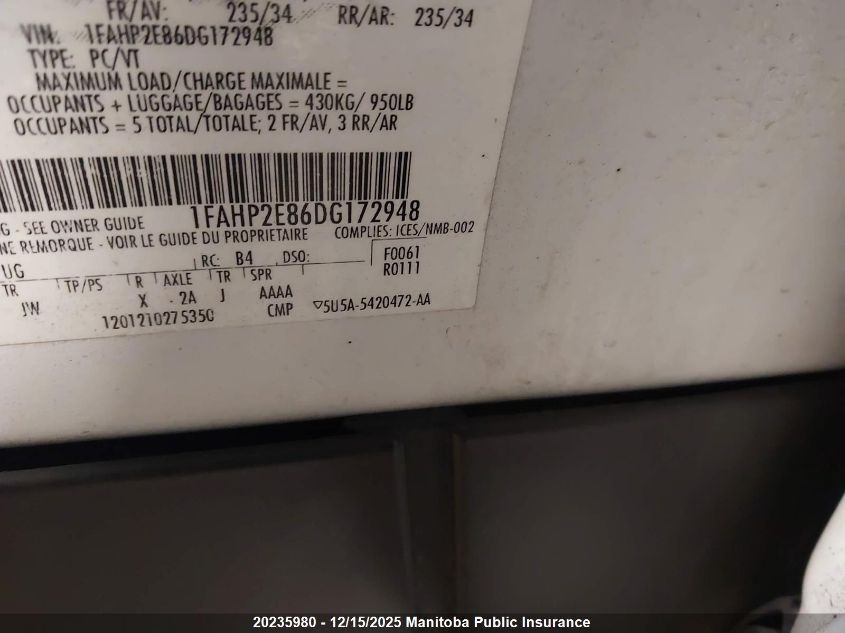 FR/AV: 235/34 RR/AR: 235/34
VIN: 1FAHP2E86DG172948
TYPE: PC/VT
MAXIMUM LOAD/CHARGE MAXIMALE =
OCCUPANTS + LUGGAGE/BAGAGES = 430KG/ 950LB
OCCUPANTS = 5 TOTAL/TOTALE; 2 FR/AV, 3 RR/AR
1FAHP2E86DG172948
G - SEE OWNER GUIDE
NE REMORQUE - VOIR LE GUIDE DU PROPRIETAIRE COMPLIES: ICES/NMB-002
UG RC: B4 DSO: F0061
R0111
TR TP/PS R AXLE TR SPR
JW X - 2A J AAAA
1201210275350 CMP ▽5U5A-5420472-AA
20235980 - 12/15/2025 Manitoba Public Insurance